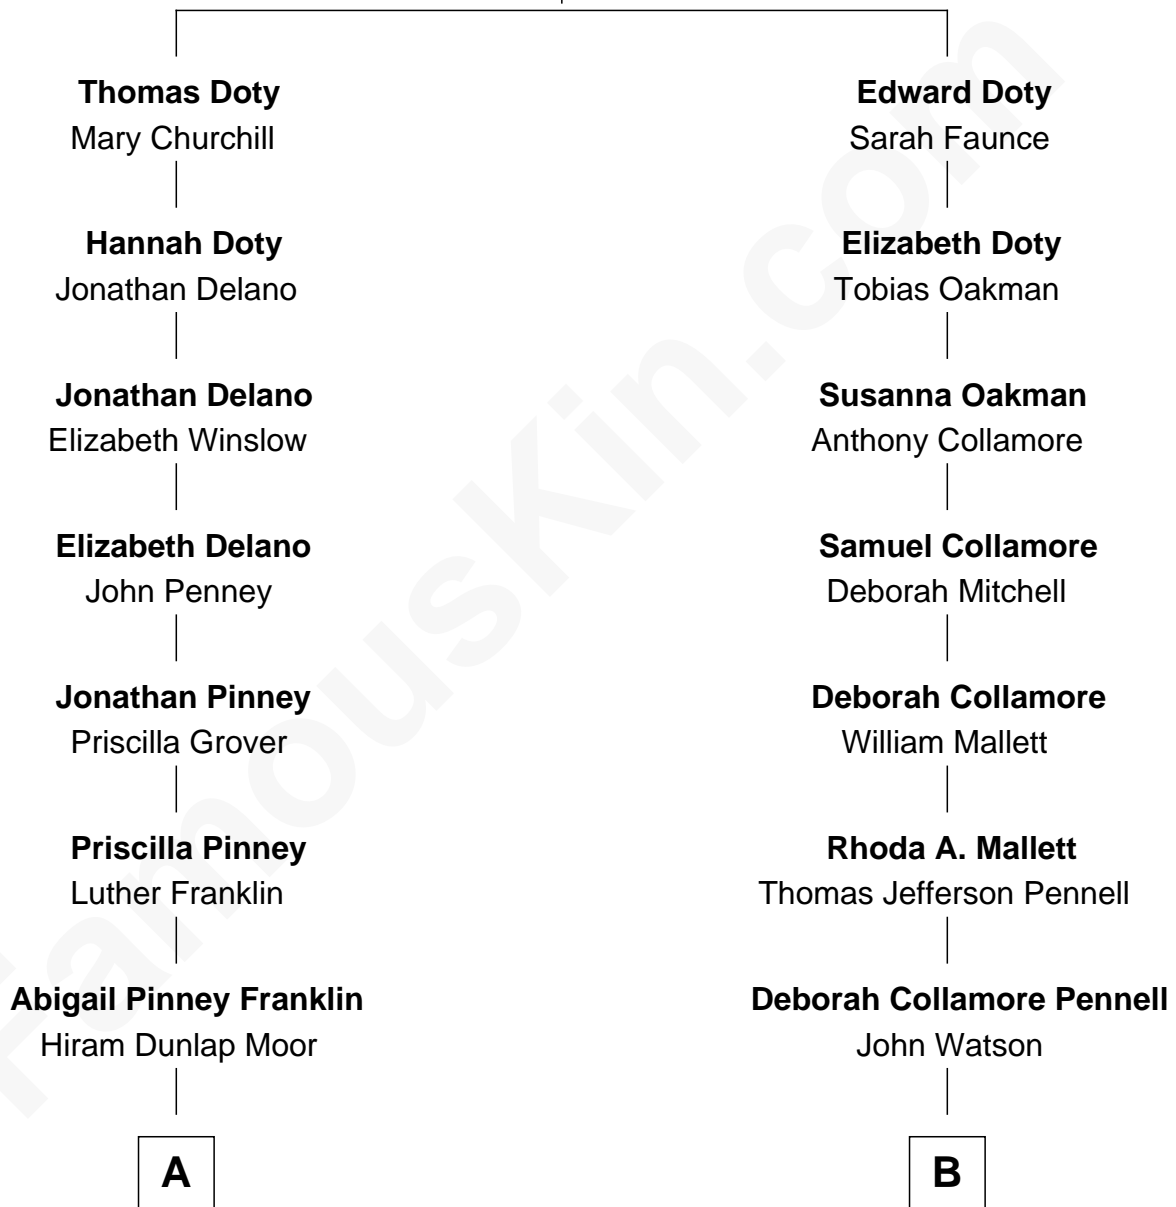 Thomas Doty
Mary Churchill
Edward Doty
Sarah Faunce
Hannah Doty
Jonathan Delano
Elizabeth Doty
Tobias Oakman
Jonathan Delano
Elizabeth Winslow
Susanna Oakman
Anthony Collamore
Elizabeth Delano
John Penney
Samuel Collamore
Deborah Mitchell
Jonathan Pinney
Priscilla Grover
Deborah Collamore
William Mallett
Priscilla Pinney
Luther Franklin
Rhoda A. Mallett
Thomas Jefferson Pennell
Abigail Pinney Franklin
Hiram Dunlap Moor
Deborah Collamore Pennell
John Watson
A
B
FamousKin.com